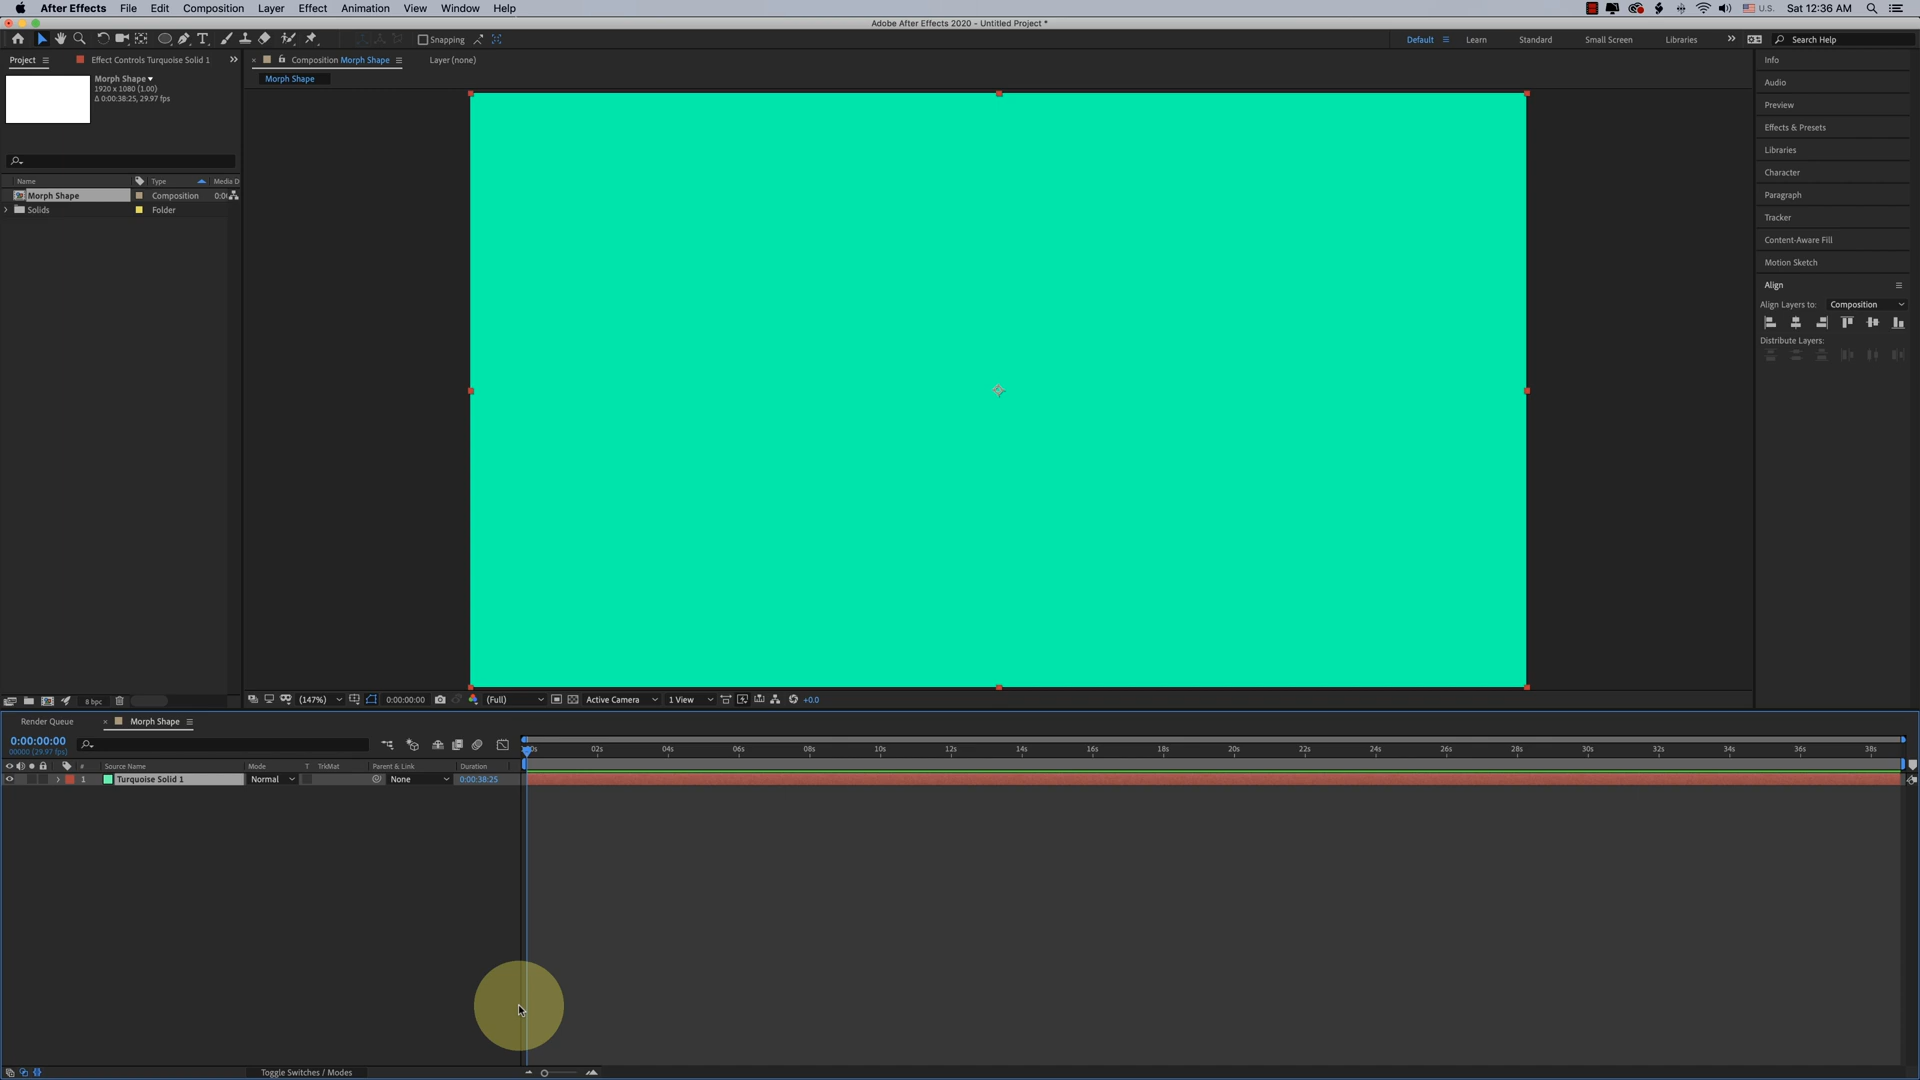 After Effects File Edit Composition Layer Effect Animation View Window Help U.S. Sat 12:36 AM
Adobe After Effects 2020 - Untitled Project *
Snapping Default Learn Standard Small Screen Libraries Search Help
Project Effect Controls Turquoise Solid 1 Composition Morph Shape Layer (none) Info
Morph Shape
1920 x 1080 (1.00)
Δ 0:00:38:25, 29.97 fps
Morph Shape
Audio
Preview
Effects & Presets
Libraries
Character
Paragraph
Tracker
Content-Aware Fill
Motion Sketch
Align
Align Layers to: Composition
Distribute Layers:
Name Type Media D
Morph Shape Composition 0:0
Solids Folder
8 bpc (147%) 0:00:00:00 (Full) Active Camera 1 View +0.0
Render Queue Morph Shape
0:00:00:00
00000 (29.97 fps)
02s 04s 06s 08s 10s 12s 14s 16s 18s 20s 22s 24s 26s 28s 30s 32s 34s 36s 38s
# Source Name Mode T TrkMat Parent & Link Duration
1 Turquoise Solid 1 Normal None 0:00:38:25
Toggle Switches / Modes